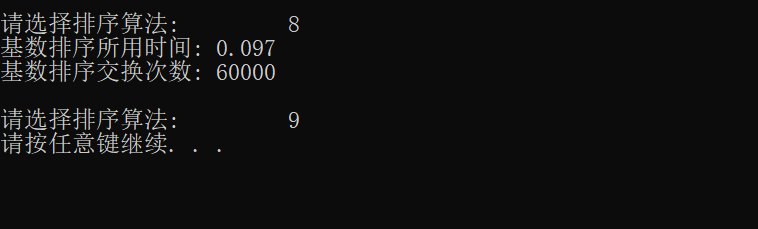 请选择排序算法:          8
基数排序所用时间: 0.097
基数排序交换次数: 60000
请选择排序算法:          9
请按任意键继续. . .